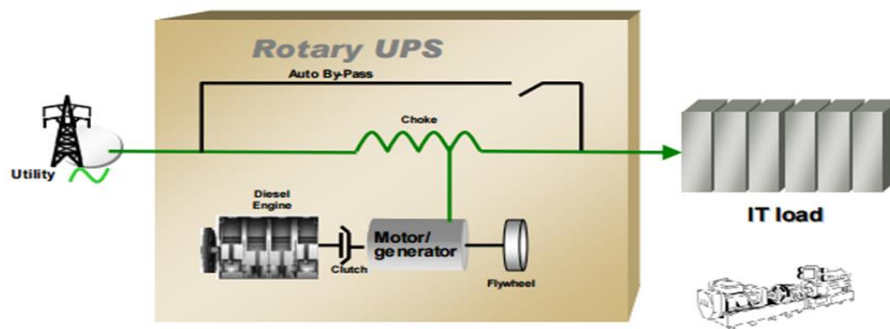 Rotary UPS
Auto By-Pass
Choke
Utility
Diesel
Engine
Motor/
generator
Clutch
Flywheel
IT load